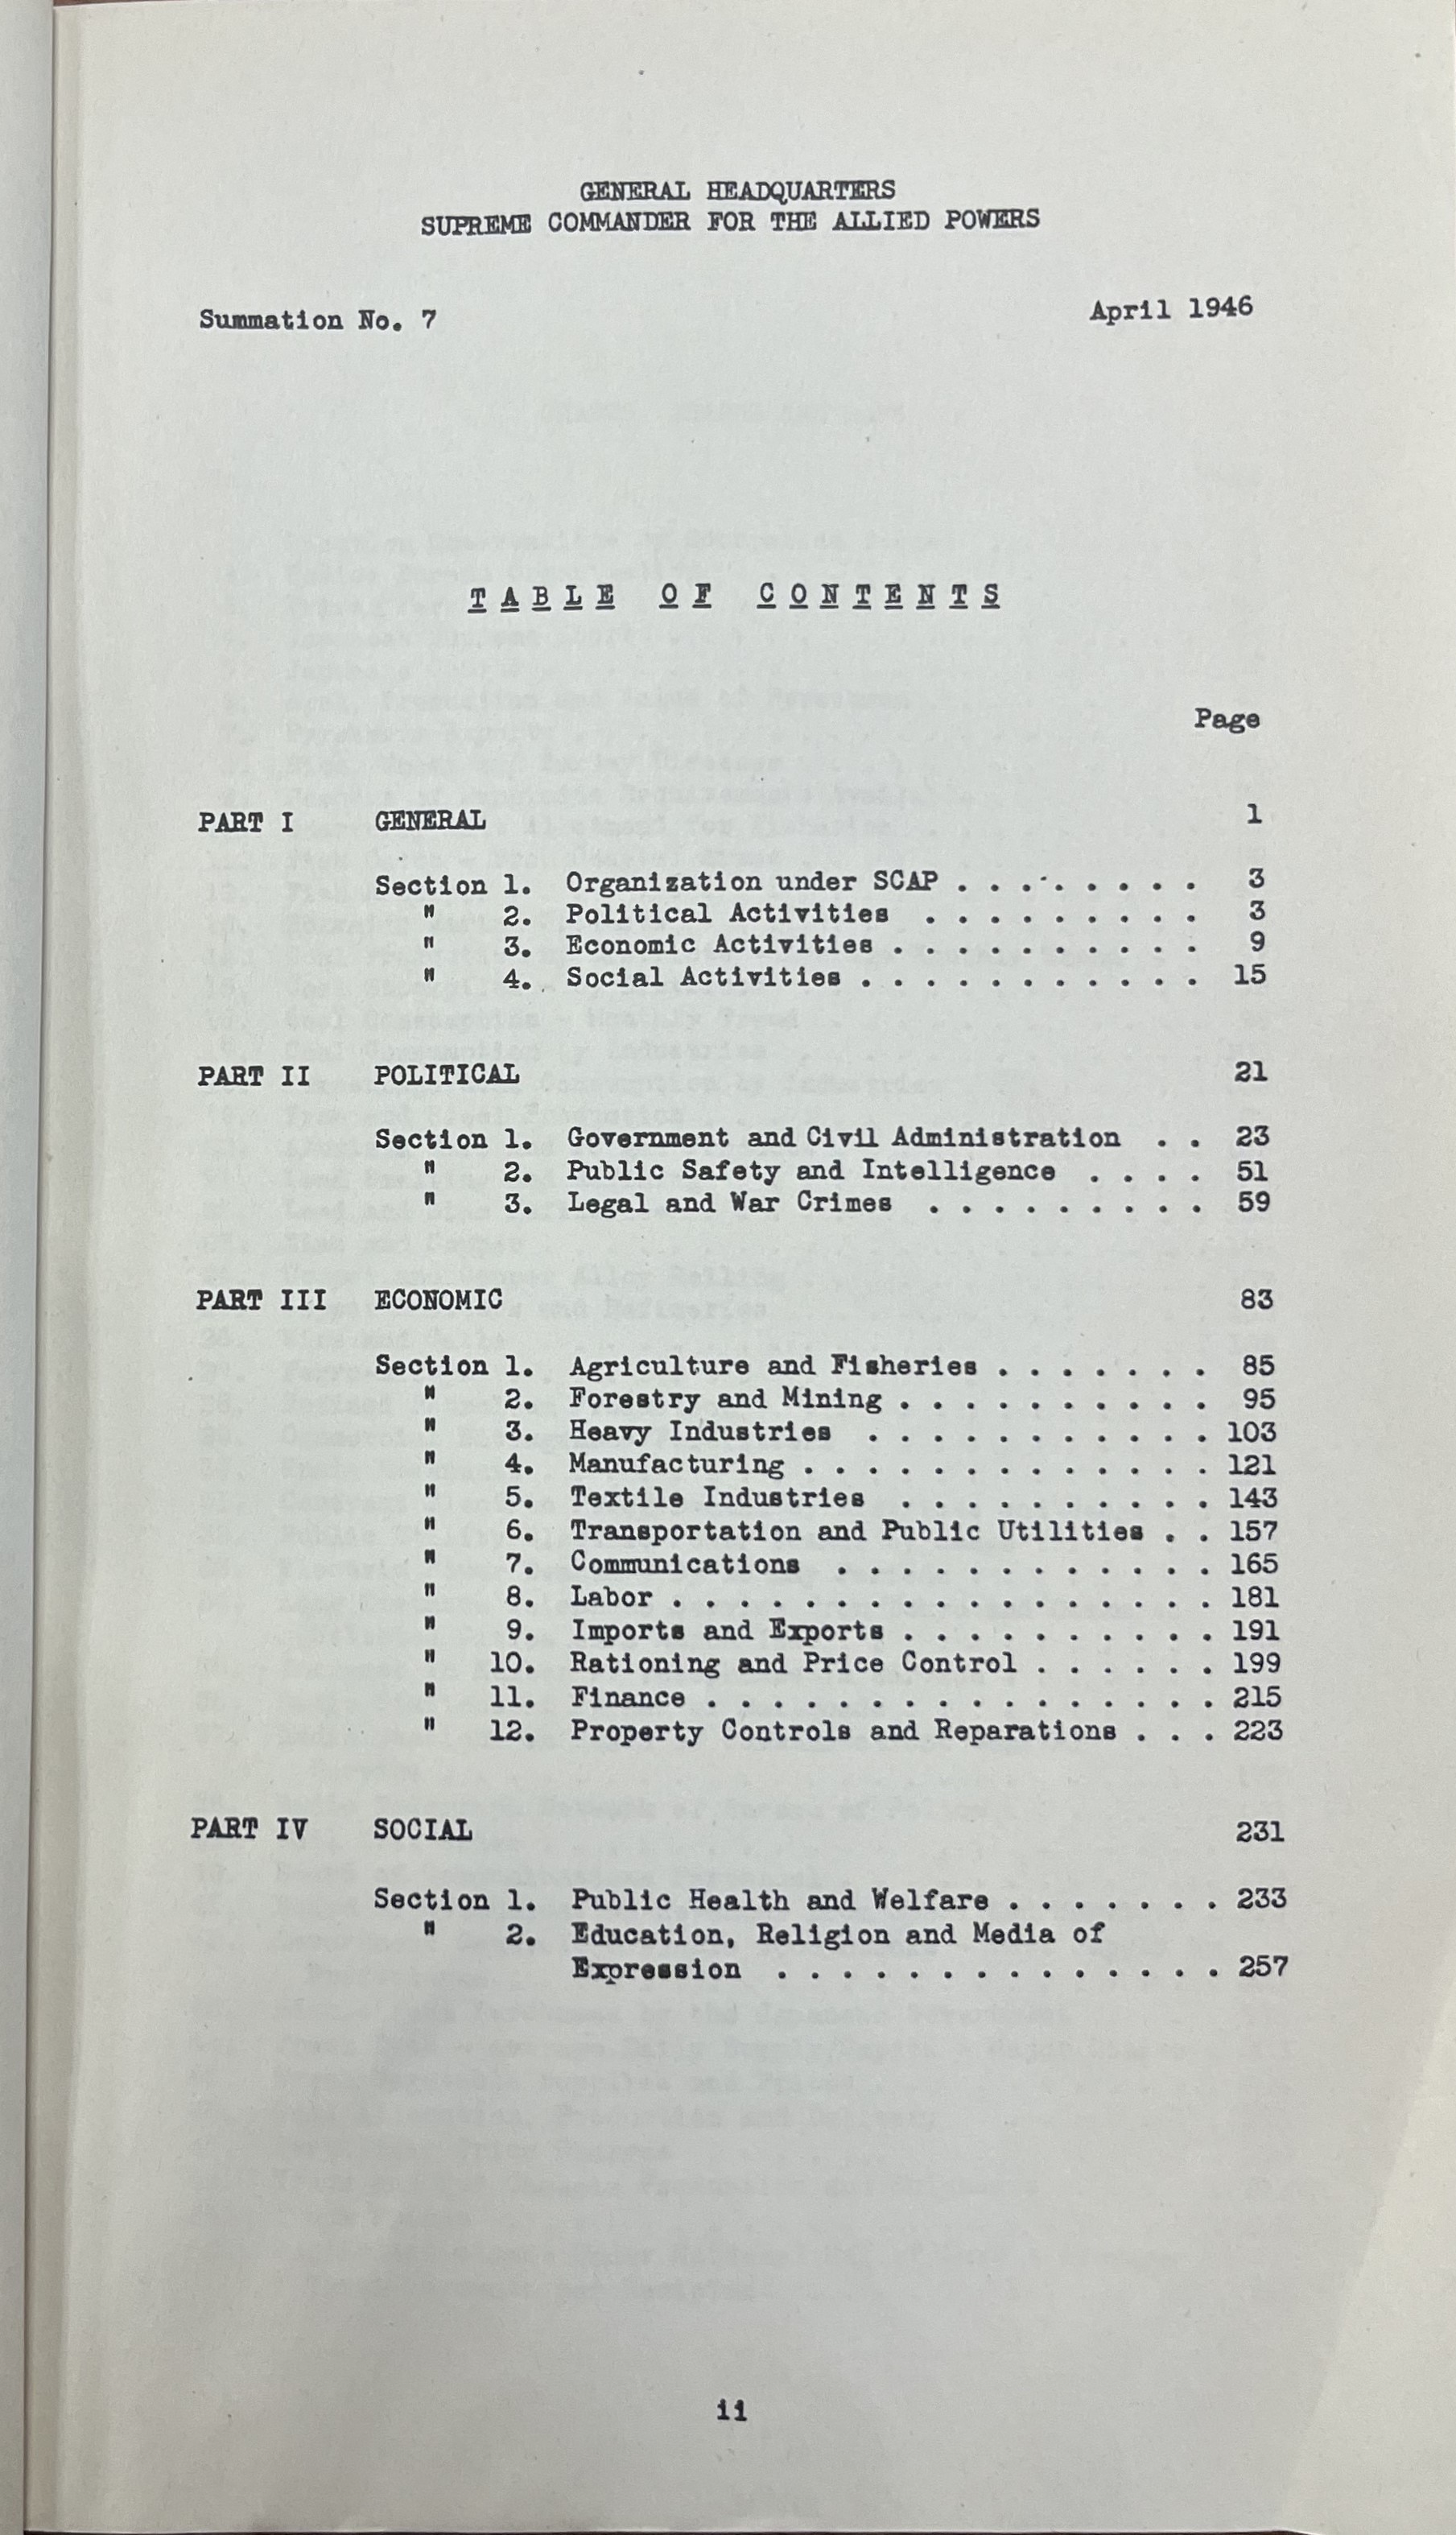 GENERAL HEADQUARTERS
SUPREME COMMANDER FOR THE ALLIED POWERS
Summation No. 7 April 1946
TABLE OF CONTENTS
Page
PART I GENERAL 1
Section 1. Organization under SCAP . . . . . . . . 3
" 2. Political Activities . . . . . . . . . 3
" 3. Economic Activities . . . . . . . . . . 9
" 4. Social Activities . . . . . . . . . . . 15
PART II POLITICAL 21
Section 1. Government and Civil Administration . . 23
" 2. Public Safety and Intelligence . . . . 51
" 3. Legal and War Crimes . . . . . . . . . 59
PART III ECONOMIC 83
Section 1. Agriculture and Fisheries . . . . . . . 85
" 2. Forestry and Mining . . . . . . . . . . 95
" 3. Heavy Industries . . . . . . . . . . . 103
" 4. Manufacturing . . . . . . . . . . . . . 121
" 5. Textile Industries . . . . . . . . . . 143
" 6. Transportation and Public Utilities . . 157
" 7. Communications . . . . . . . . . . . . 165
" 8. Labor . . . . . . . . . . . . . . . . . 181
" 9. Imports and Exports . . . . . . . . . . 191
" 10. Rationing and Price Control . . . . . . 199
" 11. Finance . . . . . . . . . . . . . . . . 215
" 12. Property Controls and Reparations . . . 223
PART IV SOCIAL 231
Section 1. Public Health and Welfare . . . . . . . 233
" 2. Education, Religion and Media of
Expression . . . . . . . . . . . . . . 257
ii